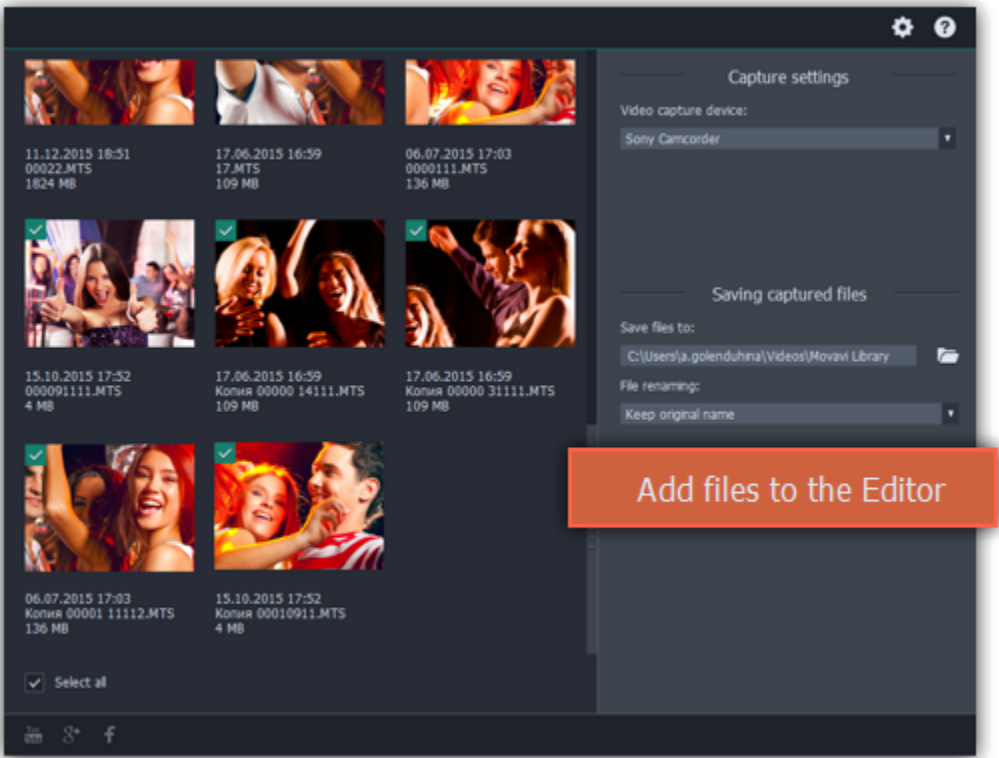 Capture settings
Video capture device:
Sony Camcorder
11.12.2015 18:51
00022.MTS
1824 MB
17.06.2015 16:59
17.MTS
109 MB
06.07.2015 17:03
0000111.MTS
136 MB
15.10.2015 17:52
000091111.MTS
4 MB
17.06.2015 16:59
Копия 00000 14111.MTS
109 MB
17.06.2015 16:59
Копия 00000 31111.MTS
109 MB
Saving captured files
Save files to:
C:\Users\a.golenduhina\Videos\Movavi Library
File renaming:
Keep original name
Add files to the Editor
06.07.2015 17:03
Копия 00001 11112.MTS
136 MB
15.10.2015 17:52
Копия 00010911.MTS
4 MB
Select all